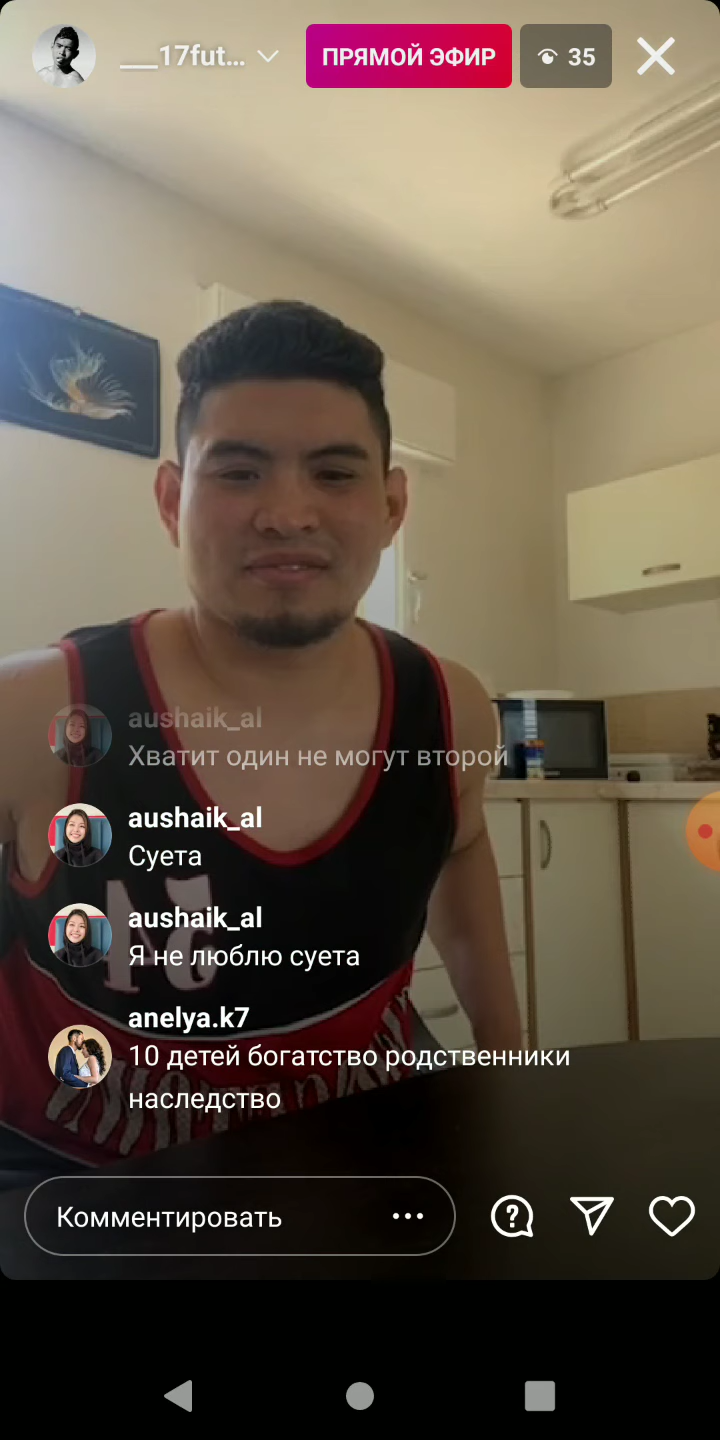 ___17fut...
ПРЯМОЙ ЭФИР
35
aushaik_al
Хватит один не могут второй
aushaik_al
Суета
aushaik_al
Я не люблю суета
anelya.k7
10 детей богатство родственники
наследство
Комментировать